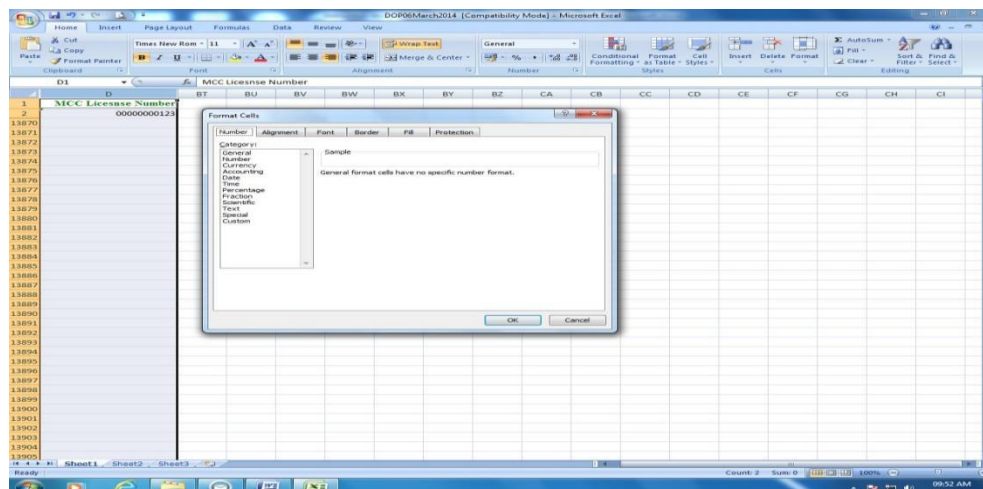 DOP06March2014 [Compatibility Mode] - Microsoft Excel
Home Insert Page Layout Formulas Data Review View
Paste
Cut
Copy
Format Painter
Clipboard
Times New Rom 11 A A
B I U
Font
Wrap Text
Merge & Center
Alignment
General
Number
Conditional Formatting
Format as Table
Cell Styles
Styles
Insert Delete Format
Cells
AutoSum
Fill
Clear
Sort & Filter
Find & Select
Editing
D1 fx MCC Licesnse Number
D BT BU BV BW BX BY BZ CA CB CC CD CE CF CG CH CI
1 MCC Licesnse Number
2 00000000123
13870
13871
13872
13873
13874
13875
13876
13877
13878
13879
13880
13881
13882
13883
13884
13885
13886
13887
13888
13889
13890
13891
13892
13893
13894
13895
13896
13897
13898
13899
13900
13901
13902
13903
13904
13905
Format Cells
Number Alignment Font Border Fill Protection
Category:
General
Number
Currency
Accounting
Date
Time
Percentage
Fraction
Scientific
Text
Special
Custom
Sample
General format cells have no specific number format.
OK Cancel
Sheet1 Sheet2 Sheet3
Ready Count: 2 Sum: 0 100%
09:52 AM